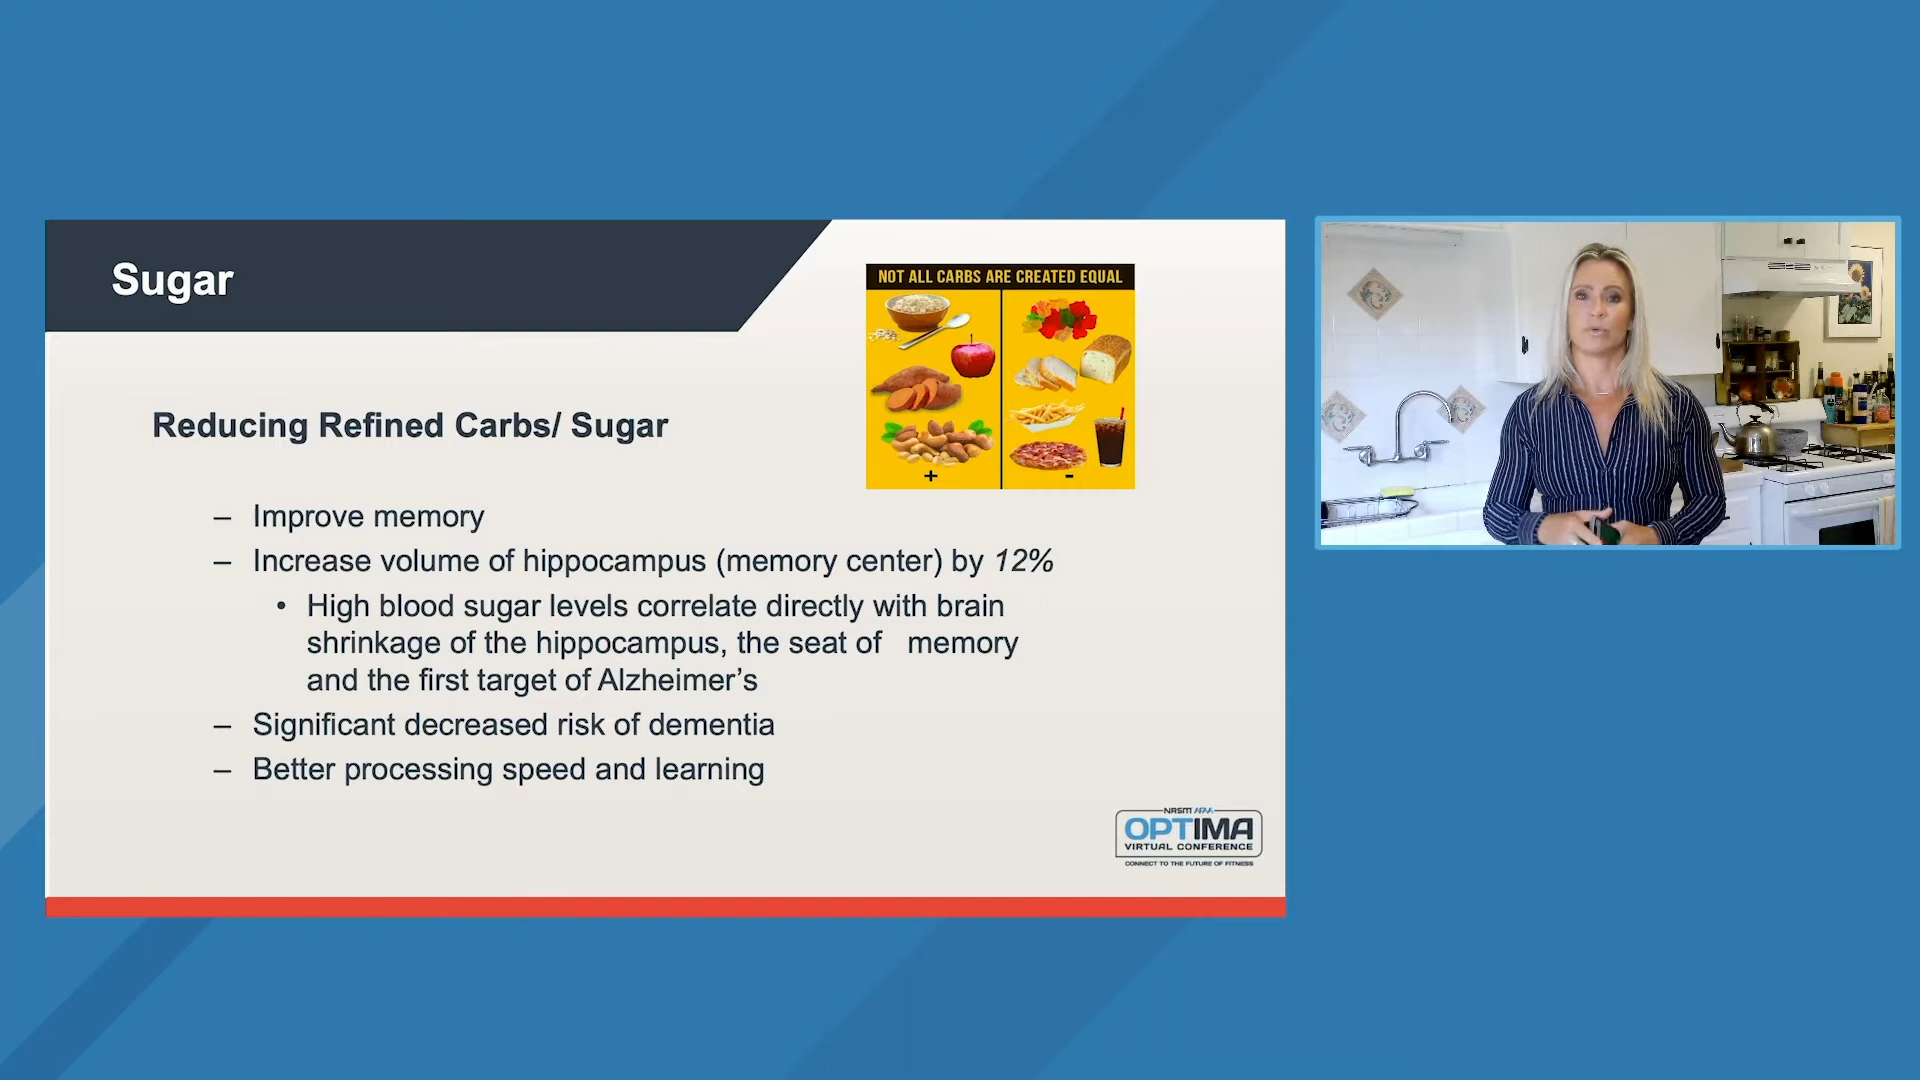 Sugar
NOT ALL CARBS ARE CREATED EQUAL
+
-
Reducing Refined Carbs/ Sugar
– Improve memory
– Increase volume of hippocampus (memory center) by 12%
• High blood sugar levels correlate directly with brain
shrinkage of the hippocampus, the seat of memory
and the first target of Alzheimer’s
– Significant decreased risk of dementia
– Better processing speed and learning
NASM AFAA
OPTIMA
VIRTUAL CONFERENCE
CONNECT TO THE FUTURE OF FITNESS